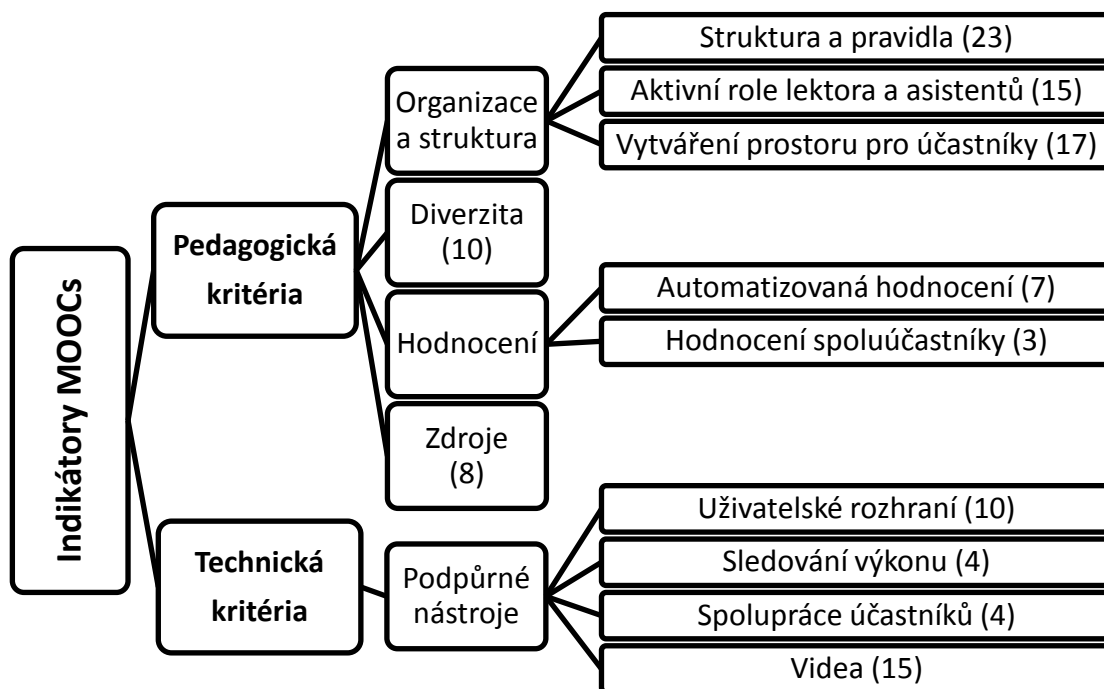 Indikátory MOOCs
Pedagogická
kritéria
Organizace
a struktura
Struktura a pravidla (23)
Aktivní role lektora a asistentů (15)
Vytváření prostoru pro účastníky (17)
Diverzita
(10)
Hodnocení
Automatizovaná hodnocení (7)
Hodnocení spoluúčastníky (3)
Zdroje
(8)
Technická
kritéria
Podpůrné
nástroje
Uživatelské rozhraní (10)
Sledování výkonu (4)
Spolupráce účastníků (4)
Videa (15)